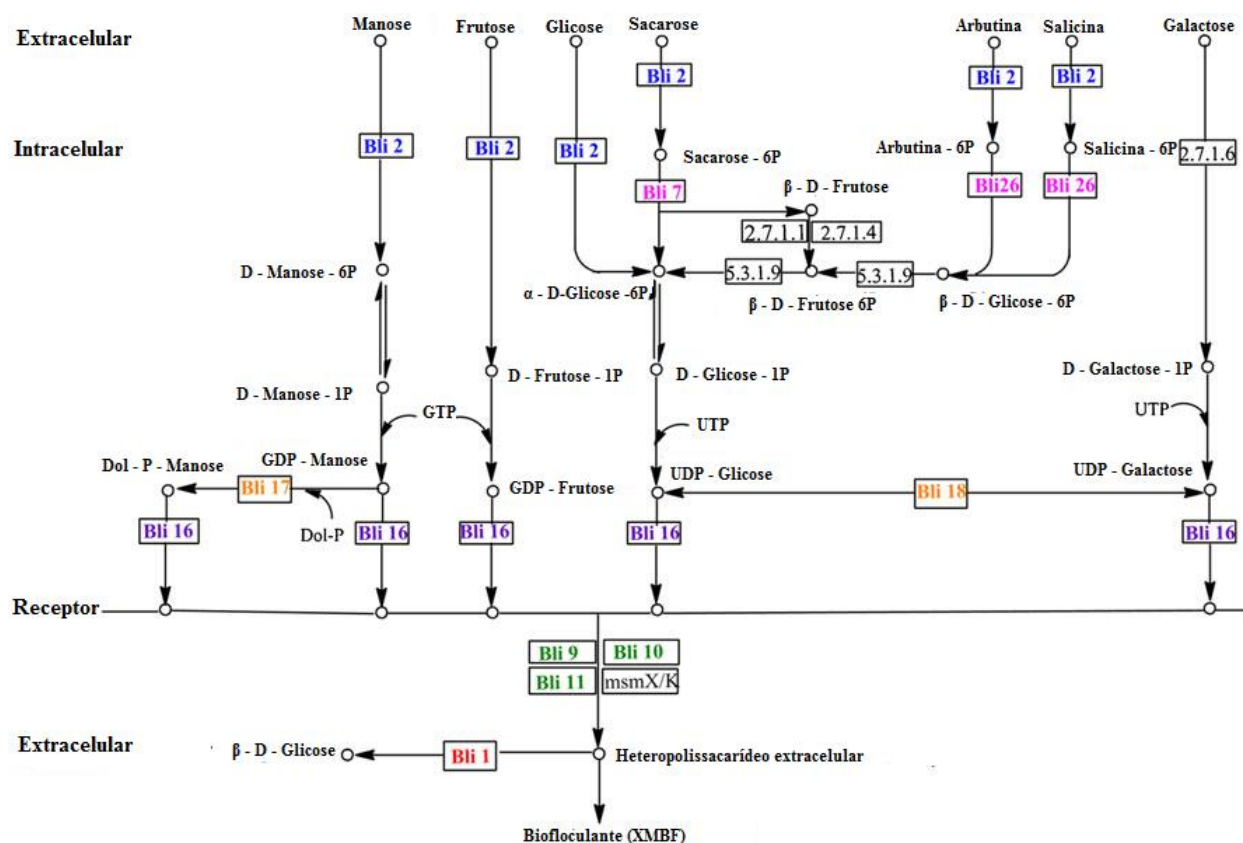 Manose
Frutose
Glicose
Sacarose
Arbutina
Salicina
Galactose
Extracelular
Bli 2
Bli 2
Bli 2
Intracelular
Bli 2
Bli 2
Bli 2
Sacarose - 6P
Arbutina - 6P
Salicina - 6P
2.7.1.6
Bli 7
β - D - Frutose
Bli26
Bli 26
2.7.1.1
2.7.1.4
D - Manose - 6P
5.3.1.9
5.3.1.9
α - D-Glicose -6P
β - D - Frutose 6P
β - D - Glicose - 6P
D - Manose - 1P
D - Frutose - 1P
D - Glicose - 1P
D - Galactose - 1P
GTP
UTP
UTP
Dol - P - Manose
GDP - Manose
GDP - Frutose
UDP - Glicose
UDP - Galactose
Bli 17
Bli 18
Dol-P
Bli 16
Bli 16
Bli 16
Bli 16
Bli 16
Receptor
Bli 9
Bli 10
Bli 11
msmX/K
Extracelular
β - D - Glicose
Bli 1
Heteropolissacarídeo extracelular
Biofloculante (XMBF)